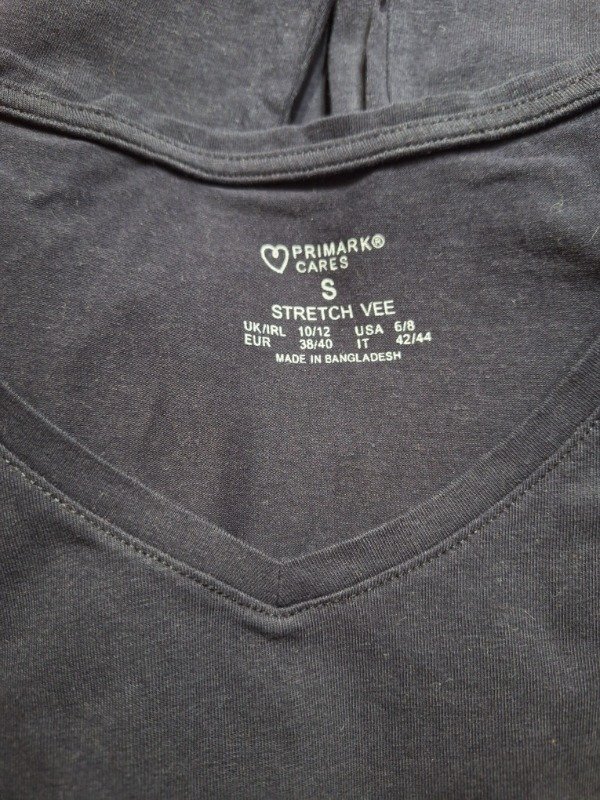 PRIMARK®
CARES
S
STRETCH VEE
UK/IRL 10/12 USA 6/8
EUR 38/40 IT 42/44
MADE IN BANGLADESH